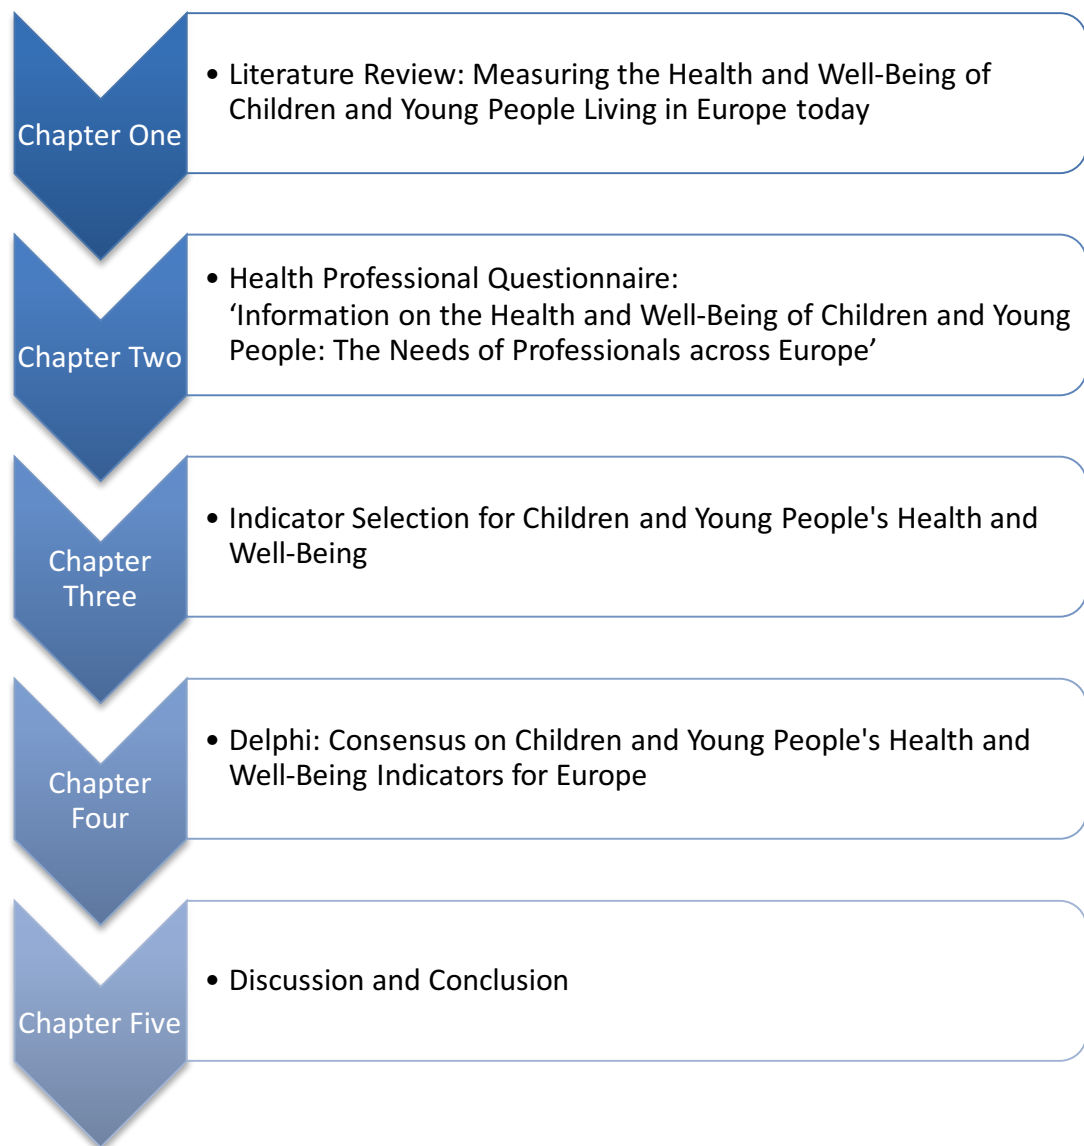 Chapter One
• Literature Review: Measuring the Health and Well-Being of
Children and Young People Living in Europe today
Chapter Two
• Health Professional Questionnaire:
‘Information on the Health and Well-Being of Children and Young
People: The Needs of Professionals across Europe’
Chapter
Three
• Indicator Selection for Children and Young People's Health and
Well-Being
Chapter
Four
• Delphi: Consensus on Children and Young People's Health and
Well-Being Indicators for Europe
Chapter Five
• Discussion and Conclusion